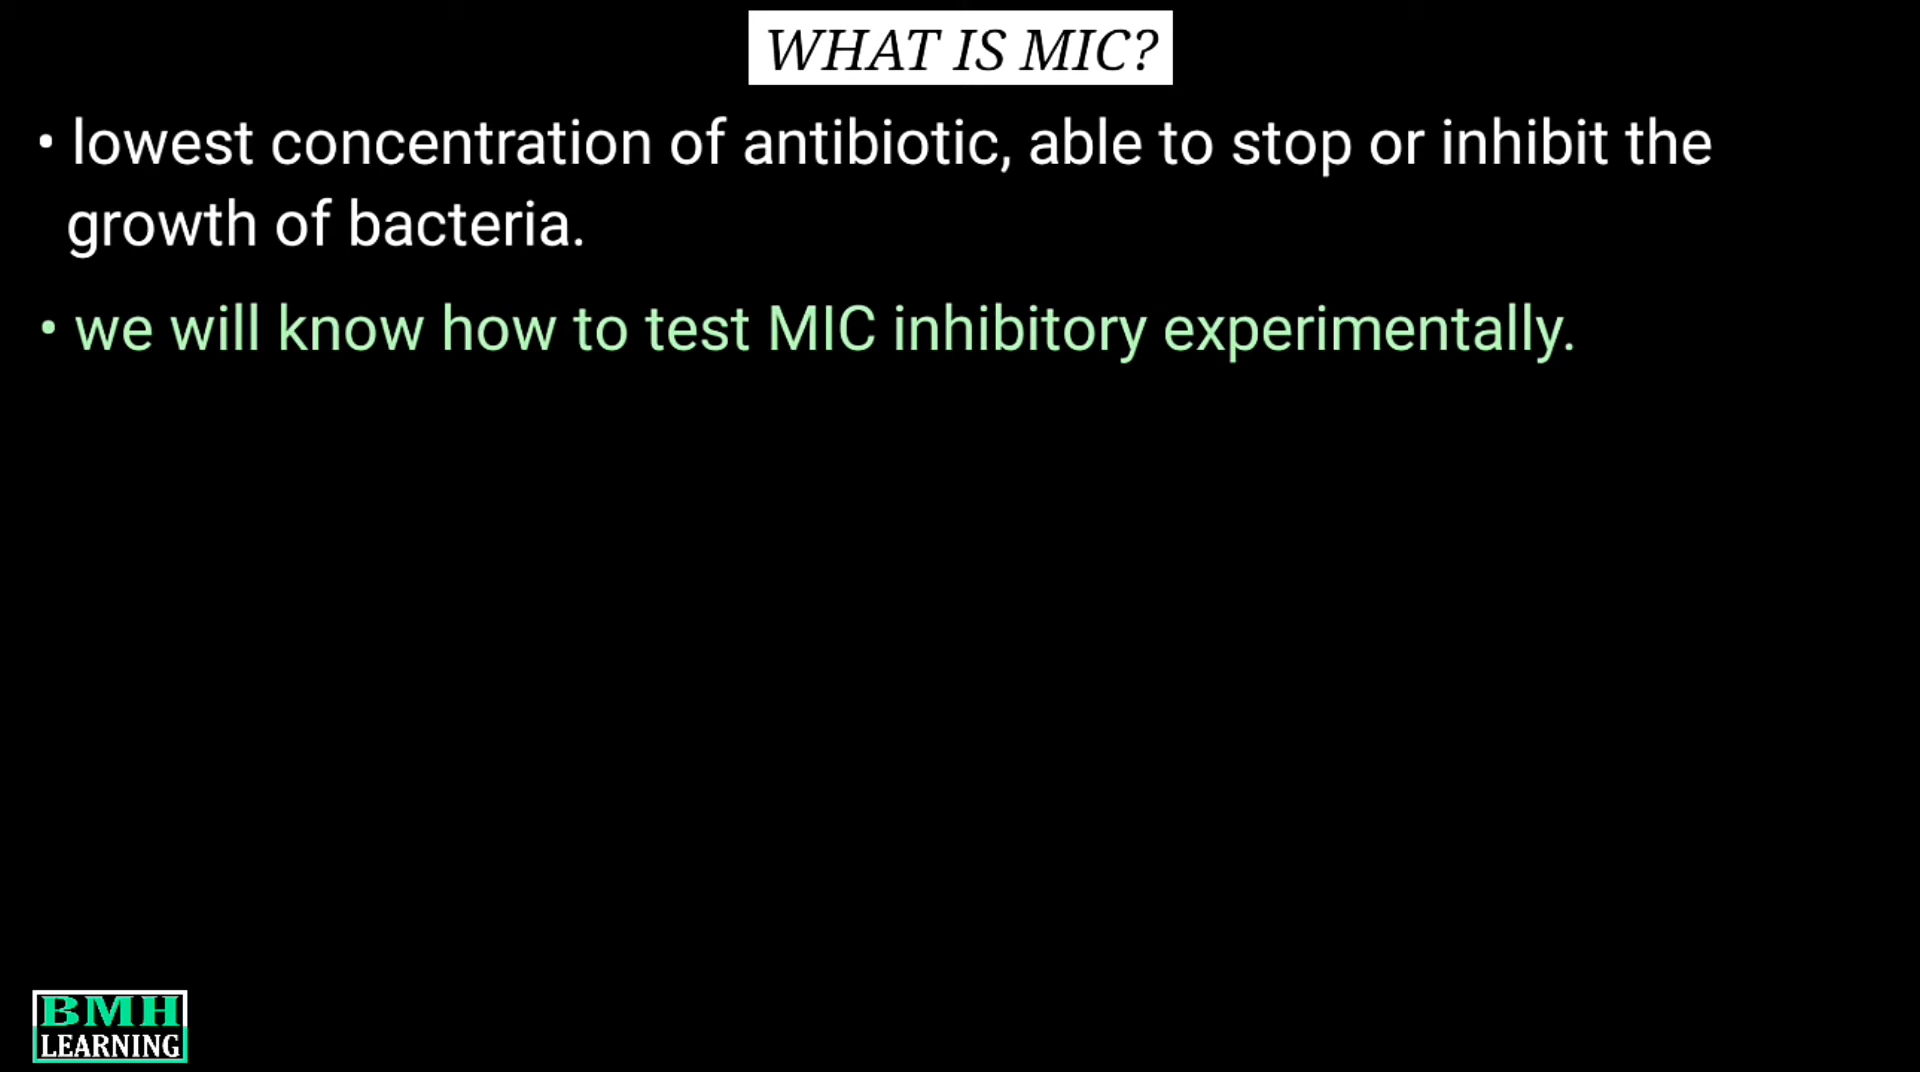 WHAT IS MIC?
• lowest concentration of antibiotic, able to stop or inhibit the
growth of bacteria.
• we will know how to test MIC inhibitory experimentally.
BMH
LEARNING